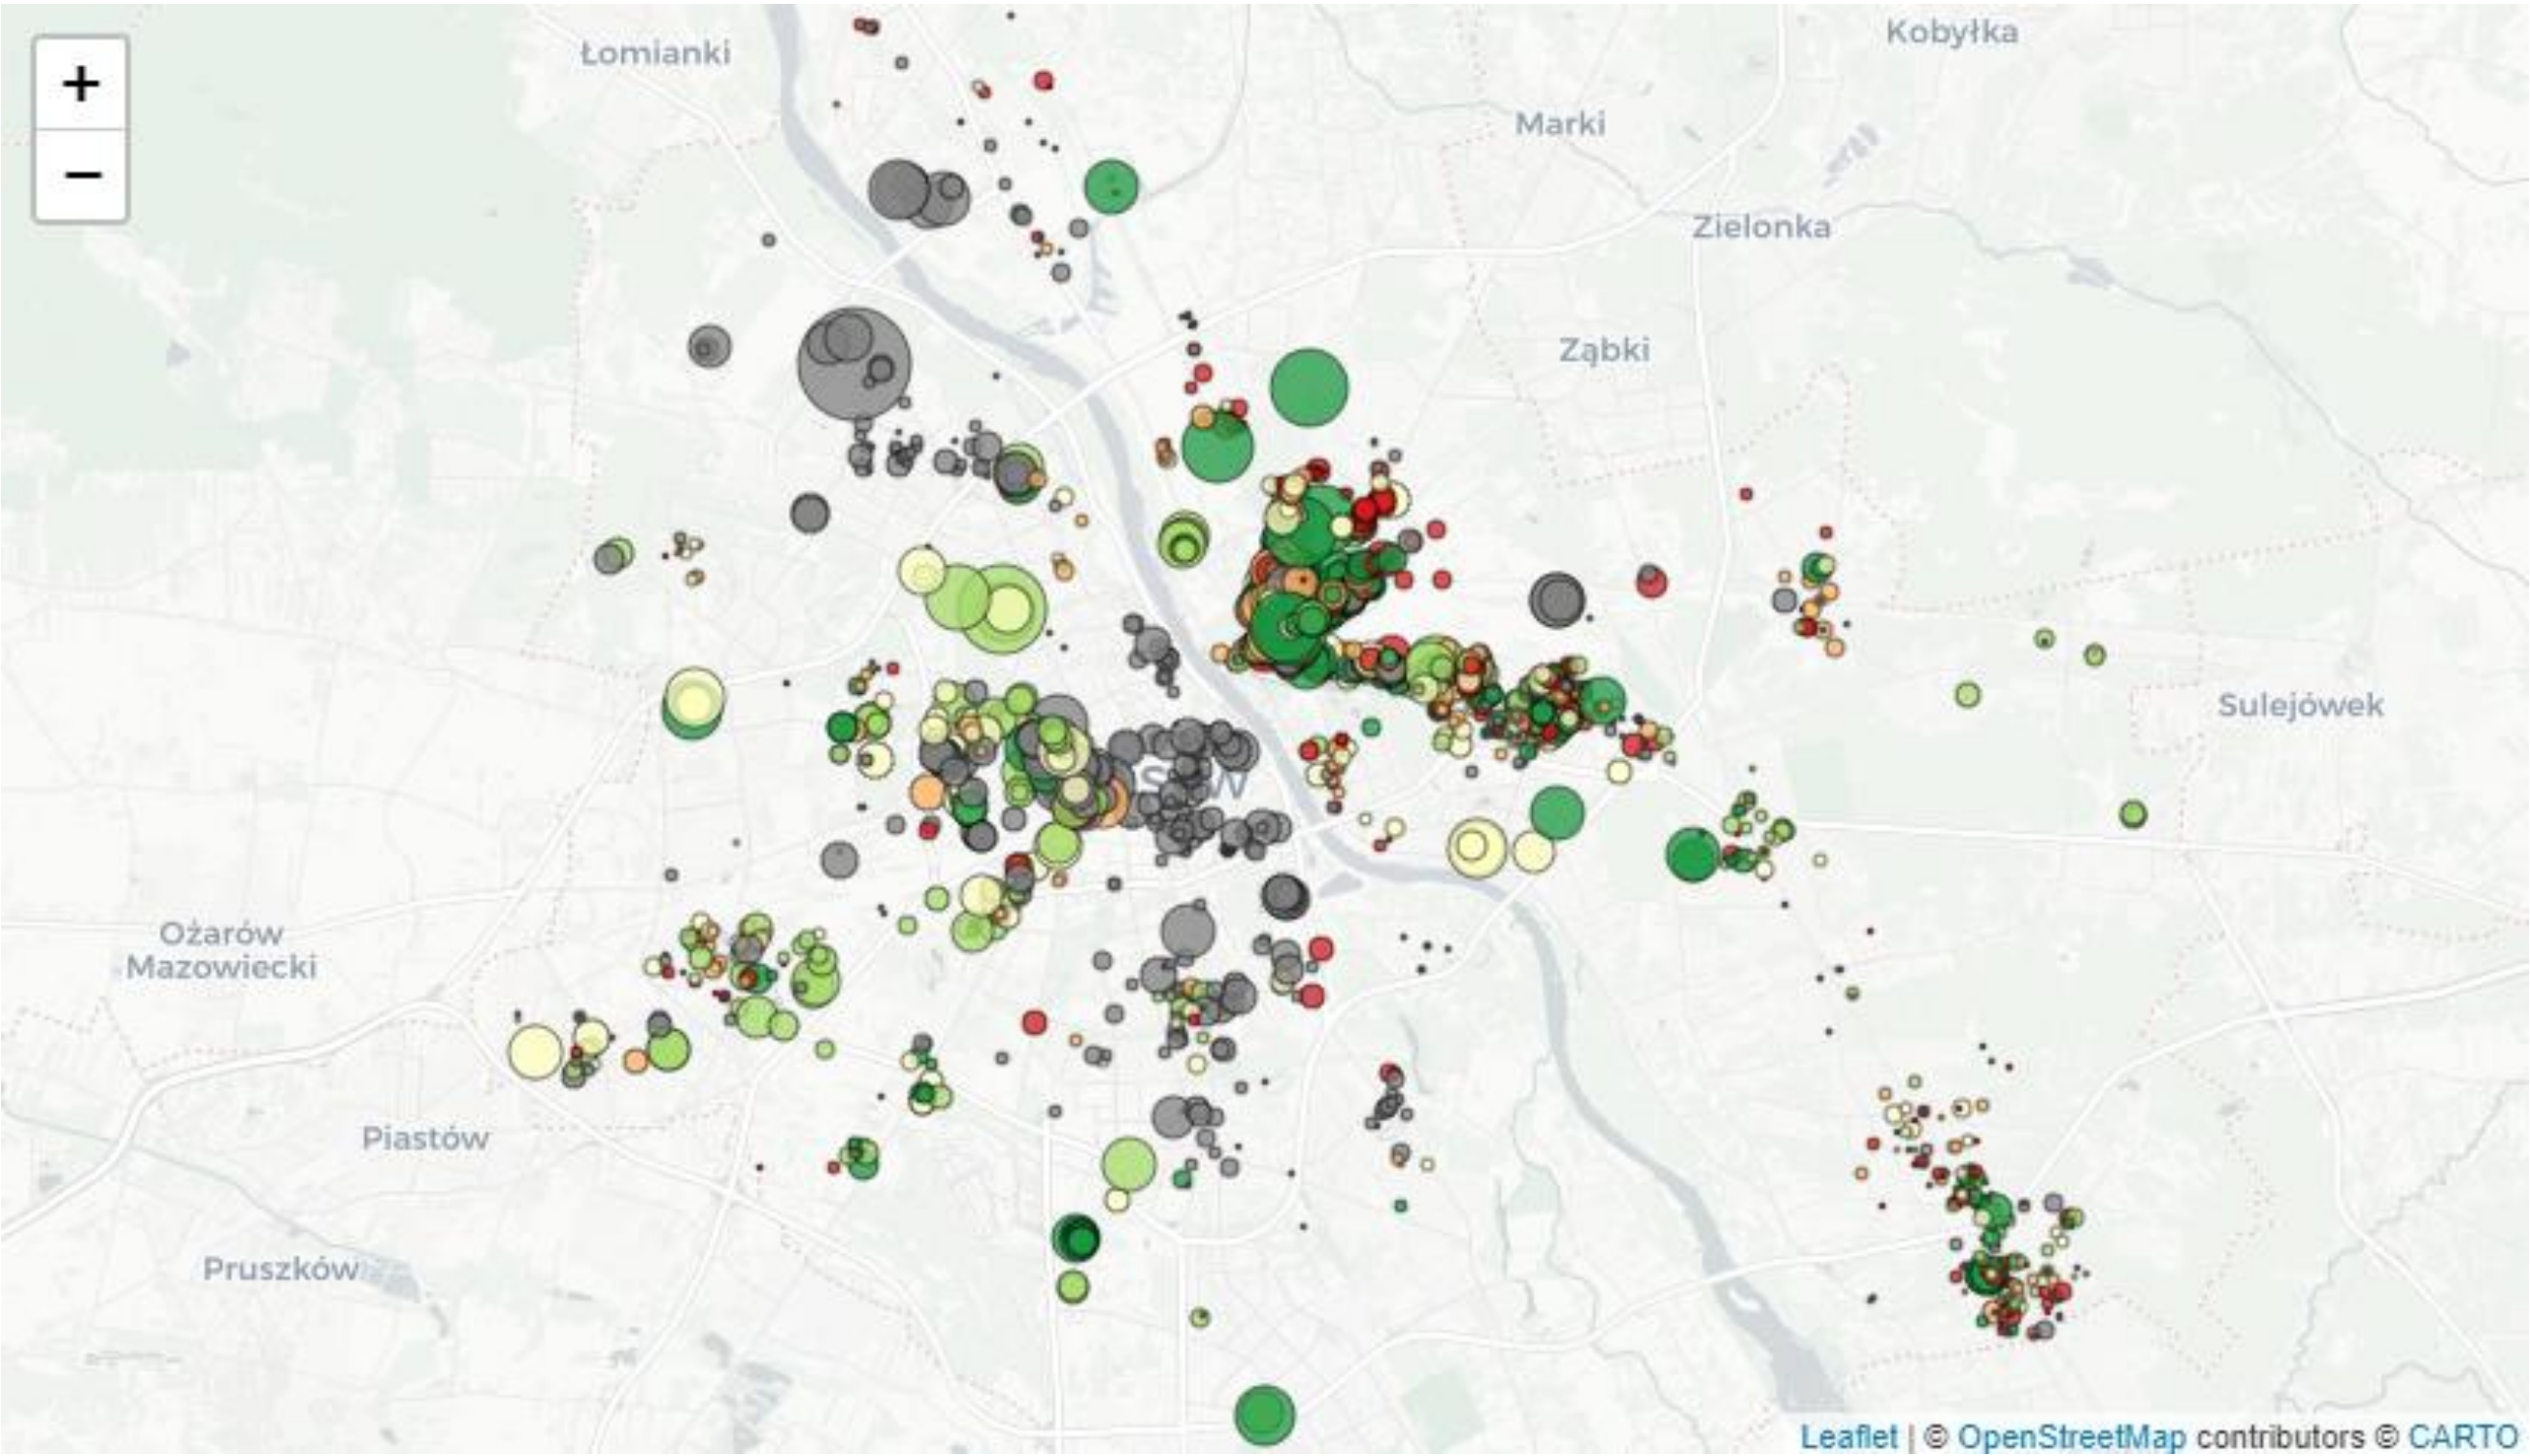 +
−
Łomianki
Kobyłka
Marki
Zielonka
Ząbki
Sulejówek
Ożarów
Mazowiecki
Piastów
Pruszków
Leaflet | © OpenStreetMap contributors © CARTO